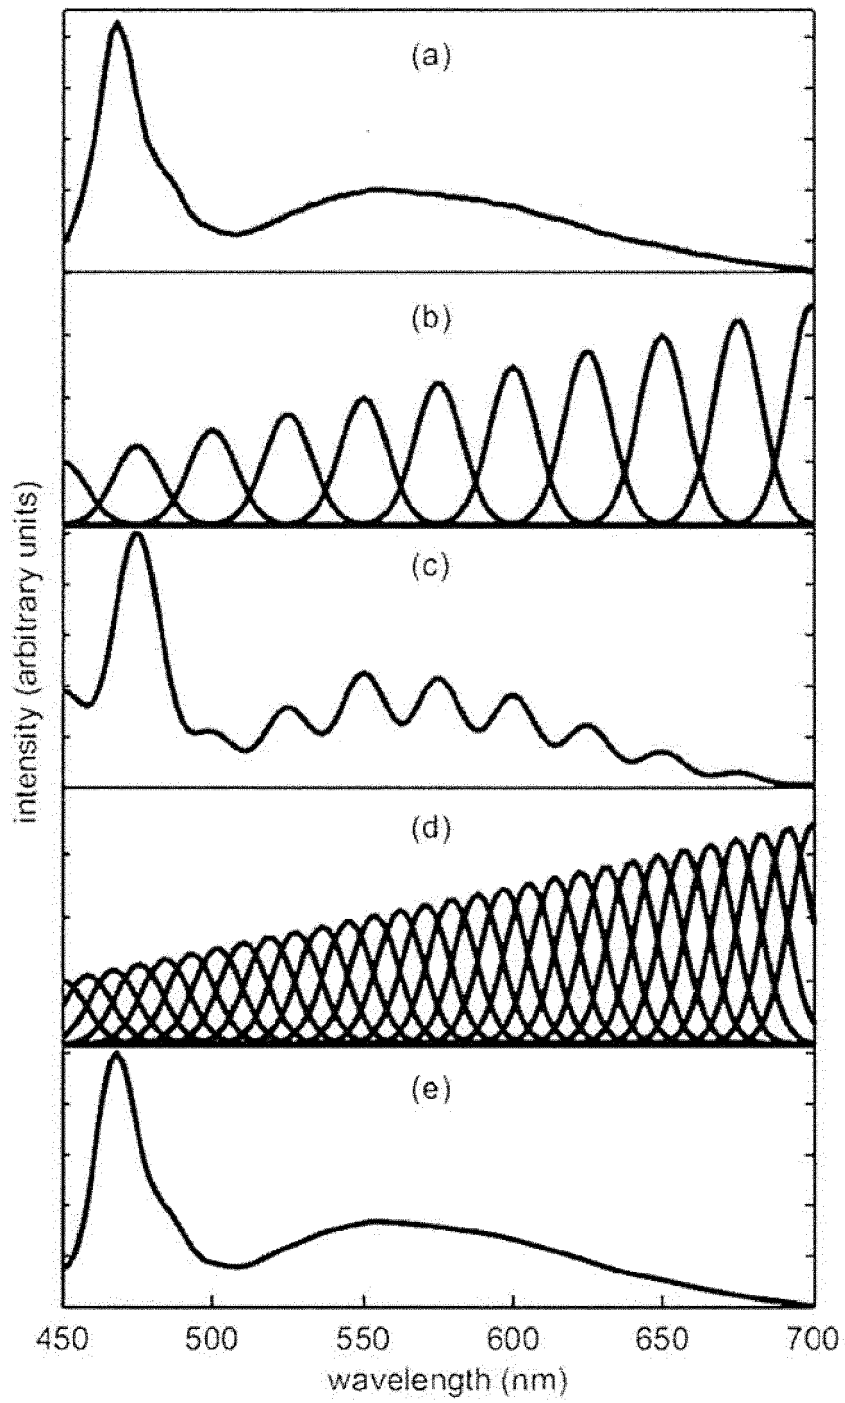 (a)
(b)
(c)
(d)
(e)
intensity (arbitrary units)
450 500 550 600 650 700
wavelength (nm)